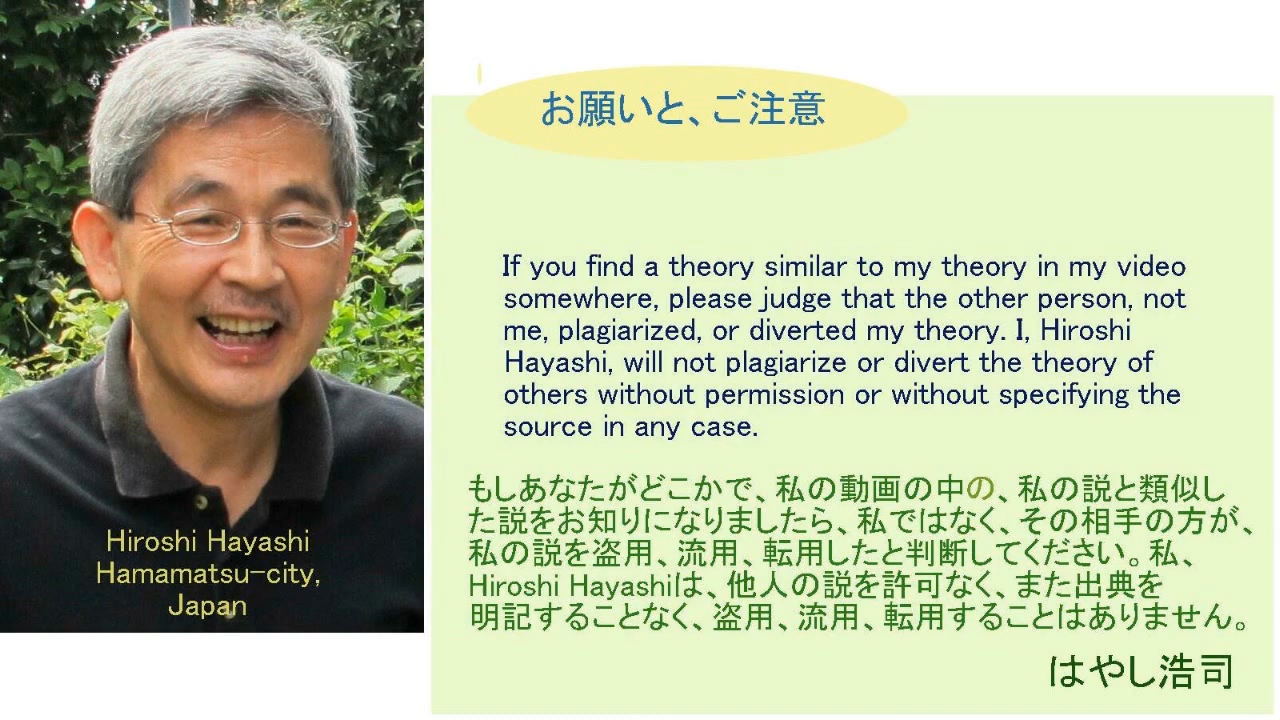 お願いと、ご注意
If you find a theory similar to my theory in my video
somewhere, please judge that the other person, not
me, plagiarized, or diverted my theory. I, Hiroshi
Hayashi, will not plagiarize or divert the theory of
others without permission or without specifying the
source in any case.
もしあなたがどこかで、私の動画の中の、私の説と類似し
た説をお知りになりましたら、私ではなく、その相手の方が、
私の説を盗用、流用、転用したと判断してください。私、
Hiroshi Hayashiは、他人の説を許可なく、また出典を
明記することなく、盗用、流用、転用することはありません。
はやし浩司
Hiroshi Hayashi
Hamamatsu-city,
Japan